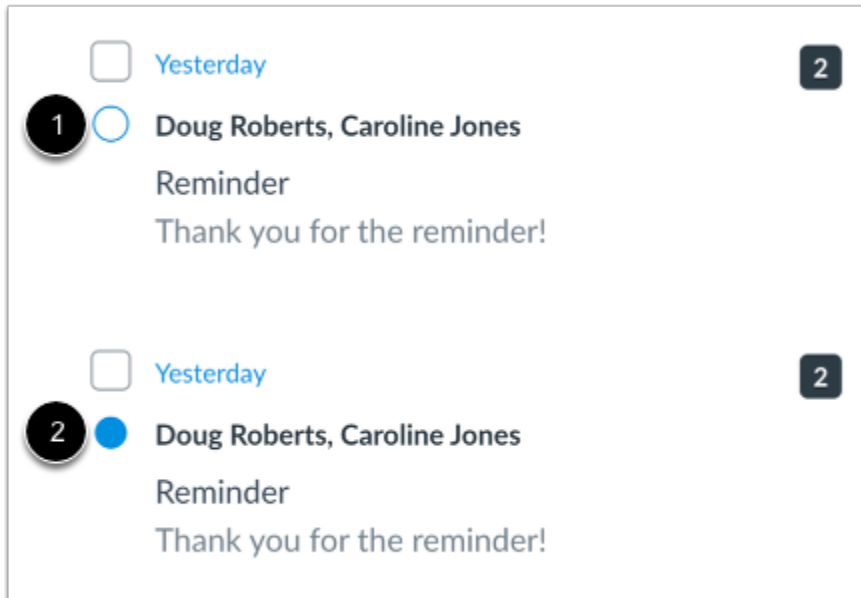 Yesterday 2
1 Doug Roberts, Caroline Jones
Reminder
Thank you for the reminder!
Yesterday 2
2 Doug Roberts, Caroline Jones
Reminder
Thank you for the reminder!